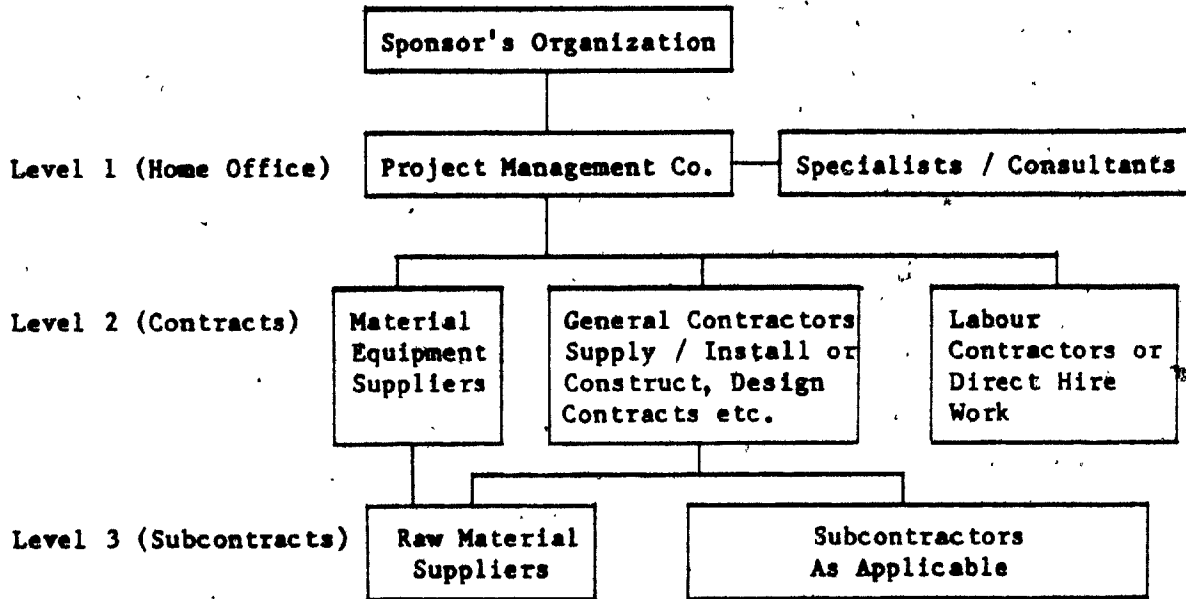 Sponsor's Organization
Level 1 (Home Office)
Project Management Co.
Specialists / Consultants
Level 2 (Contracts)
Material
Equipment
Suppliers
General Contractors
Supply / Install or
Construct, Design
Contracts etc.
Labour
Contractors or
Direct Hire
Work
Level 3 (Subcontracts)
Raw Material
Suppliers
Subcontractors
As Applicable